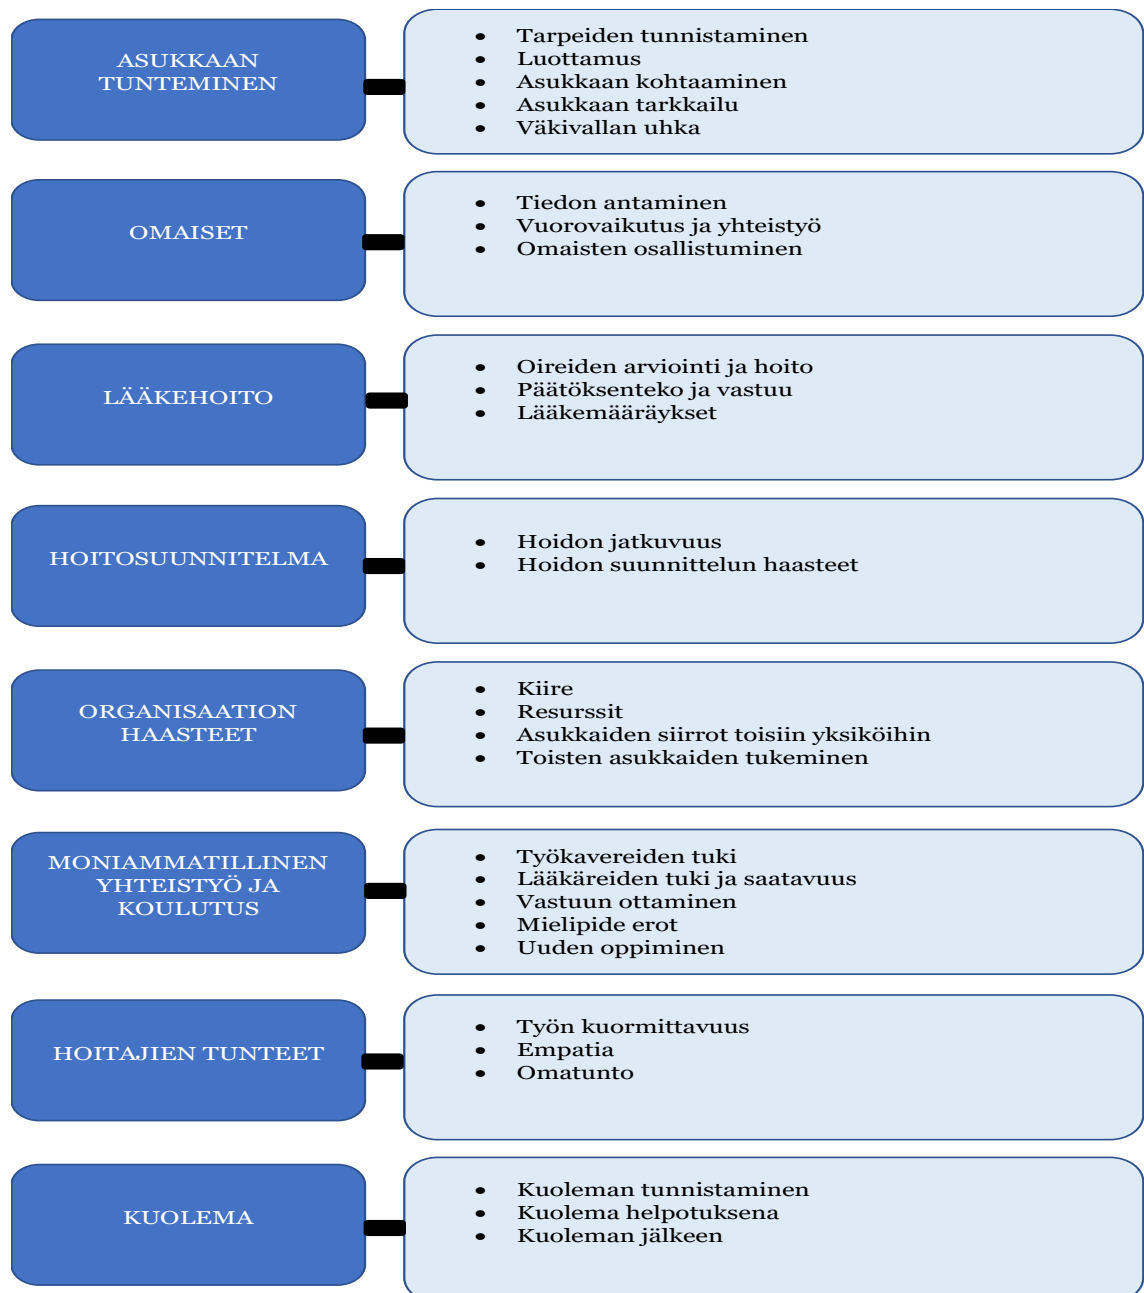 ASUKKAAN
TUNTEMINEN
• Tarpeiden tunnistaminen
• Luottamus
• Asukkaan kohtaaminen
• Asukkaan tarkkailu
• Väkivallan uhka
OMAISET
• Tiedon antaminen
• Vuorovaikutus ja yhteistyö
• Omaisten osallistuminen
LÄÄKEHOITO
• Oireiden arviointi ja hoito
• Päätöksenteko ja vastuu
• Lääkemääräykset
HOITOSUUNNITELMA
• Hoidon jatkuvuus
• Hoidon suunnittelun haasteet
ORGANISAATION
HAASTEET
• Kiire
• Resurssit
• Asukkaiden siirrot toisiin yksiköihin
• Toisten asukkaiden tukeminen
MONIAMMATILLINEN
YHTEISTYÖ JA
KOULUTUS
• Työkavereiden tuki
• Lääkäreiden tuki ja saatavuus
• Vastuun ottaminen
• Mielipide erot
• Uuden oppiminen
HOITAJIEN TUNTEET
• Työn kuormittavuus
• Empatia
• Omatunto
KUOLEMA
• Kuoleman tunnistaminen
• Kuolema helpotuksena
• Kuoleman jälkeen